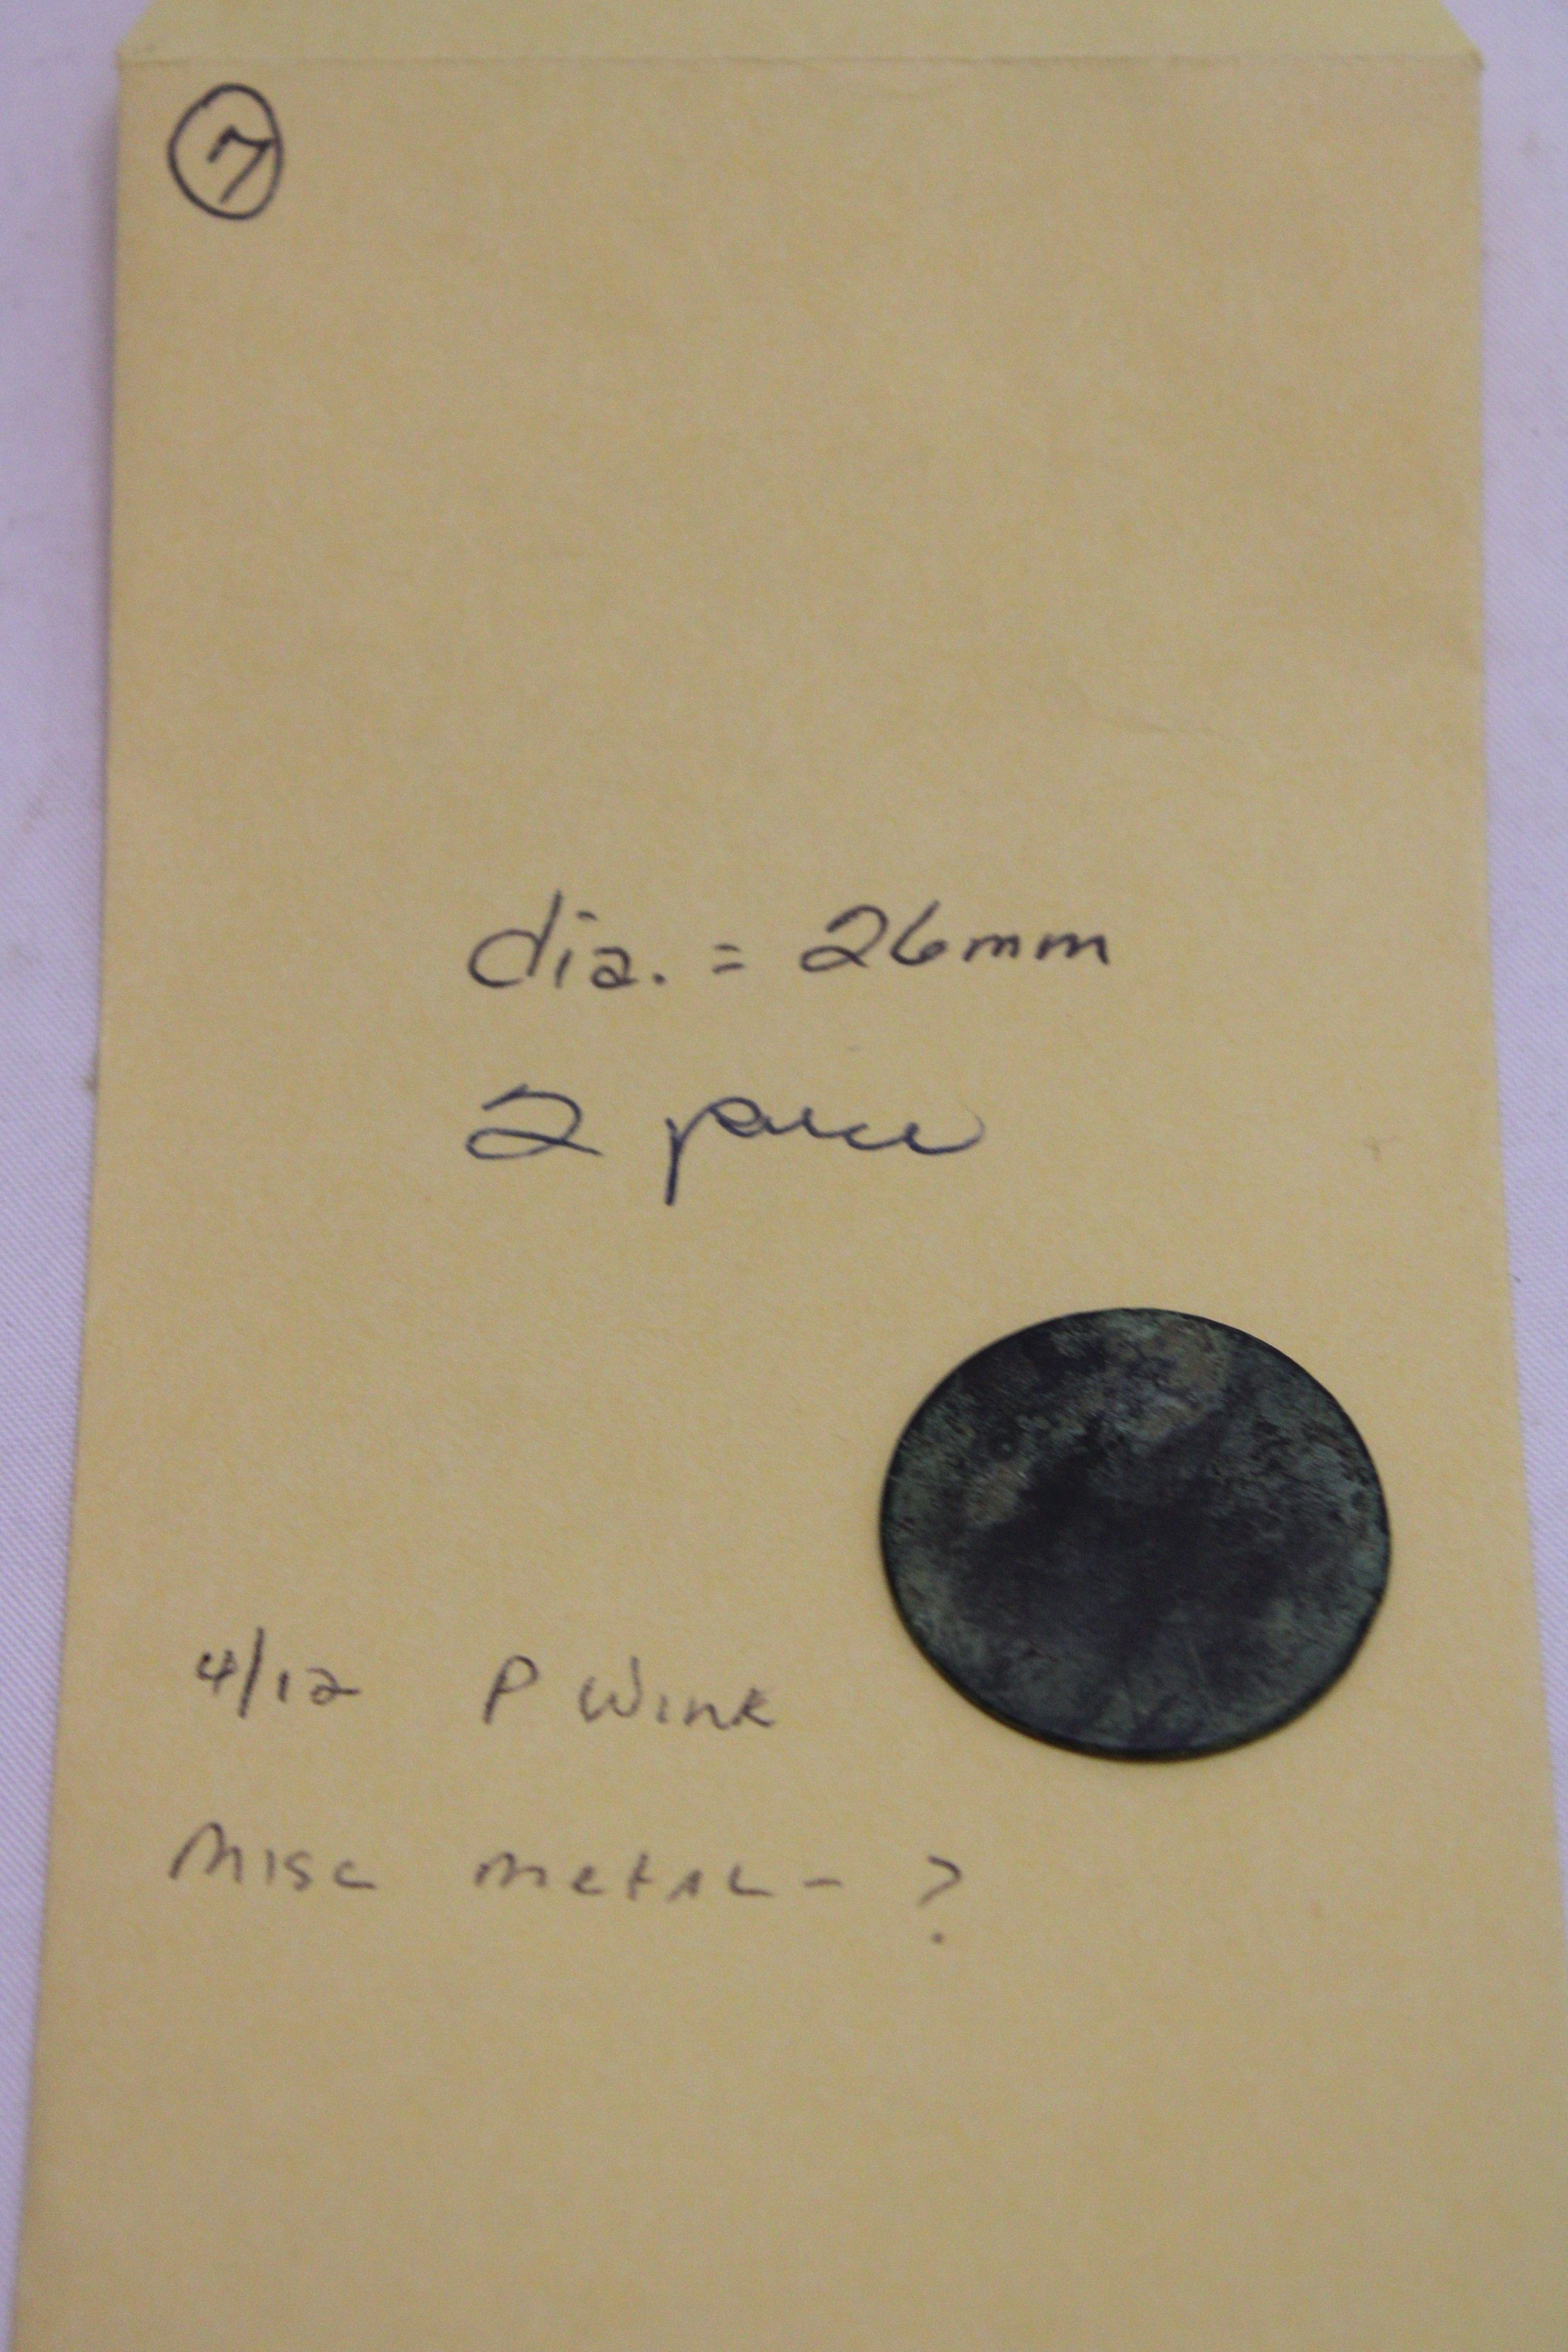 7
dia. = 26mm
2 piece
4/12 P Wink
Misc Metal - ?